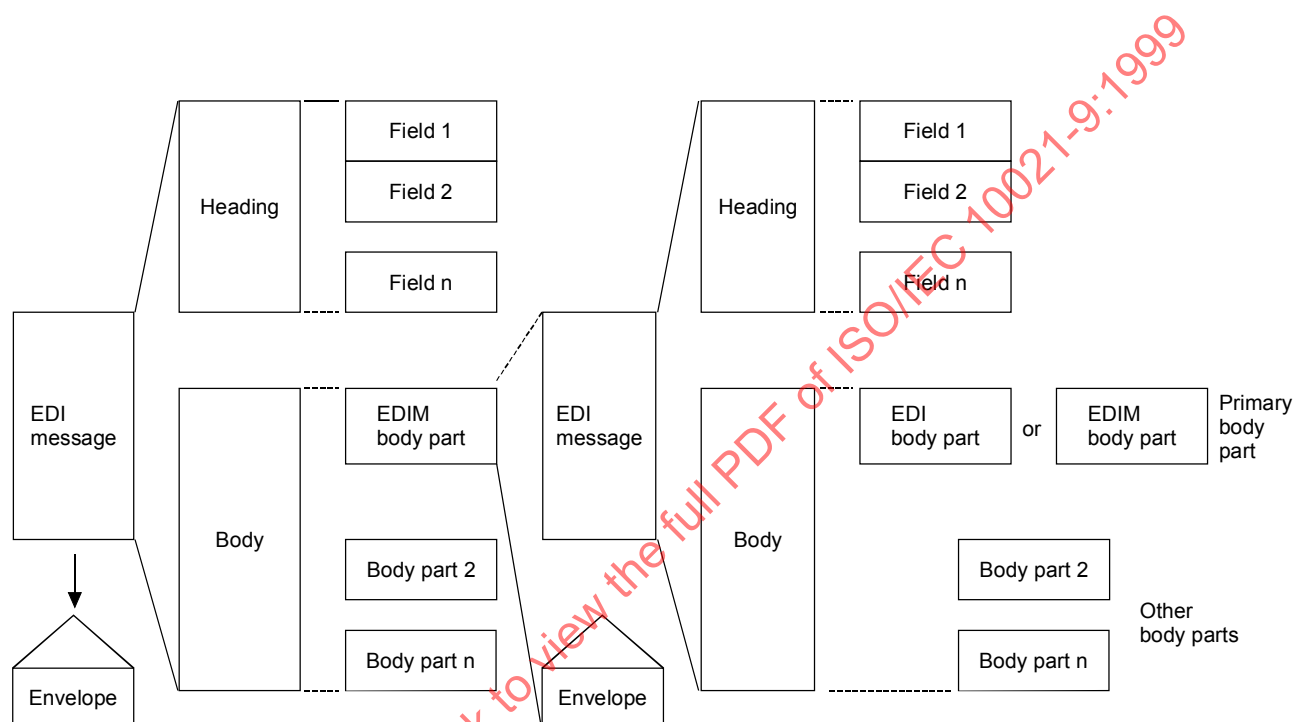 Field 1
Field 2
Heading
Field n
EDI
message
EDIM
body part
Body
Body part 2
Body part n
Envelope
Field 1
Field 2
Heading
Field n
EDI
message
EDI
body part
or
EDIM
body part
Primary
body
part
Body
Body part 2
Other
body parts
Body part n
Envelope
k to view the full PDF of ISO/IEC 10021-9:1999